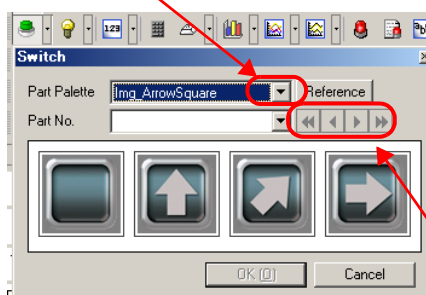 123
Switch
Part Palette Img_ArrowSquare Reference
Part No.
OK (O) Cancel